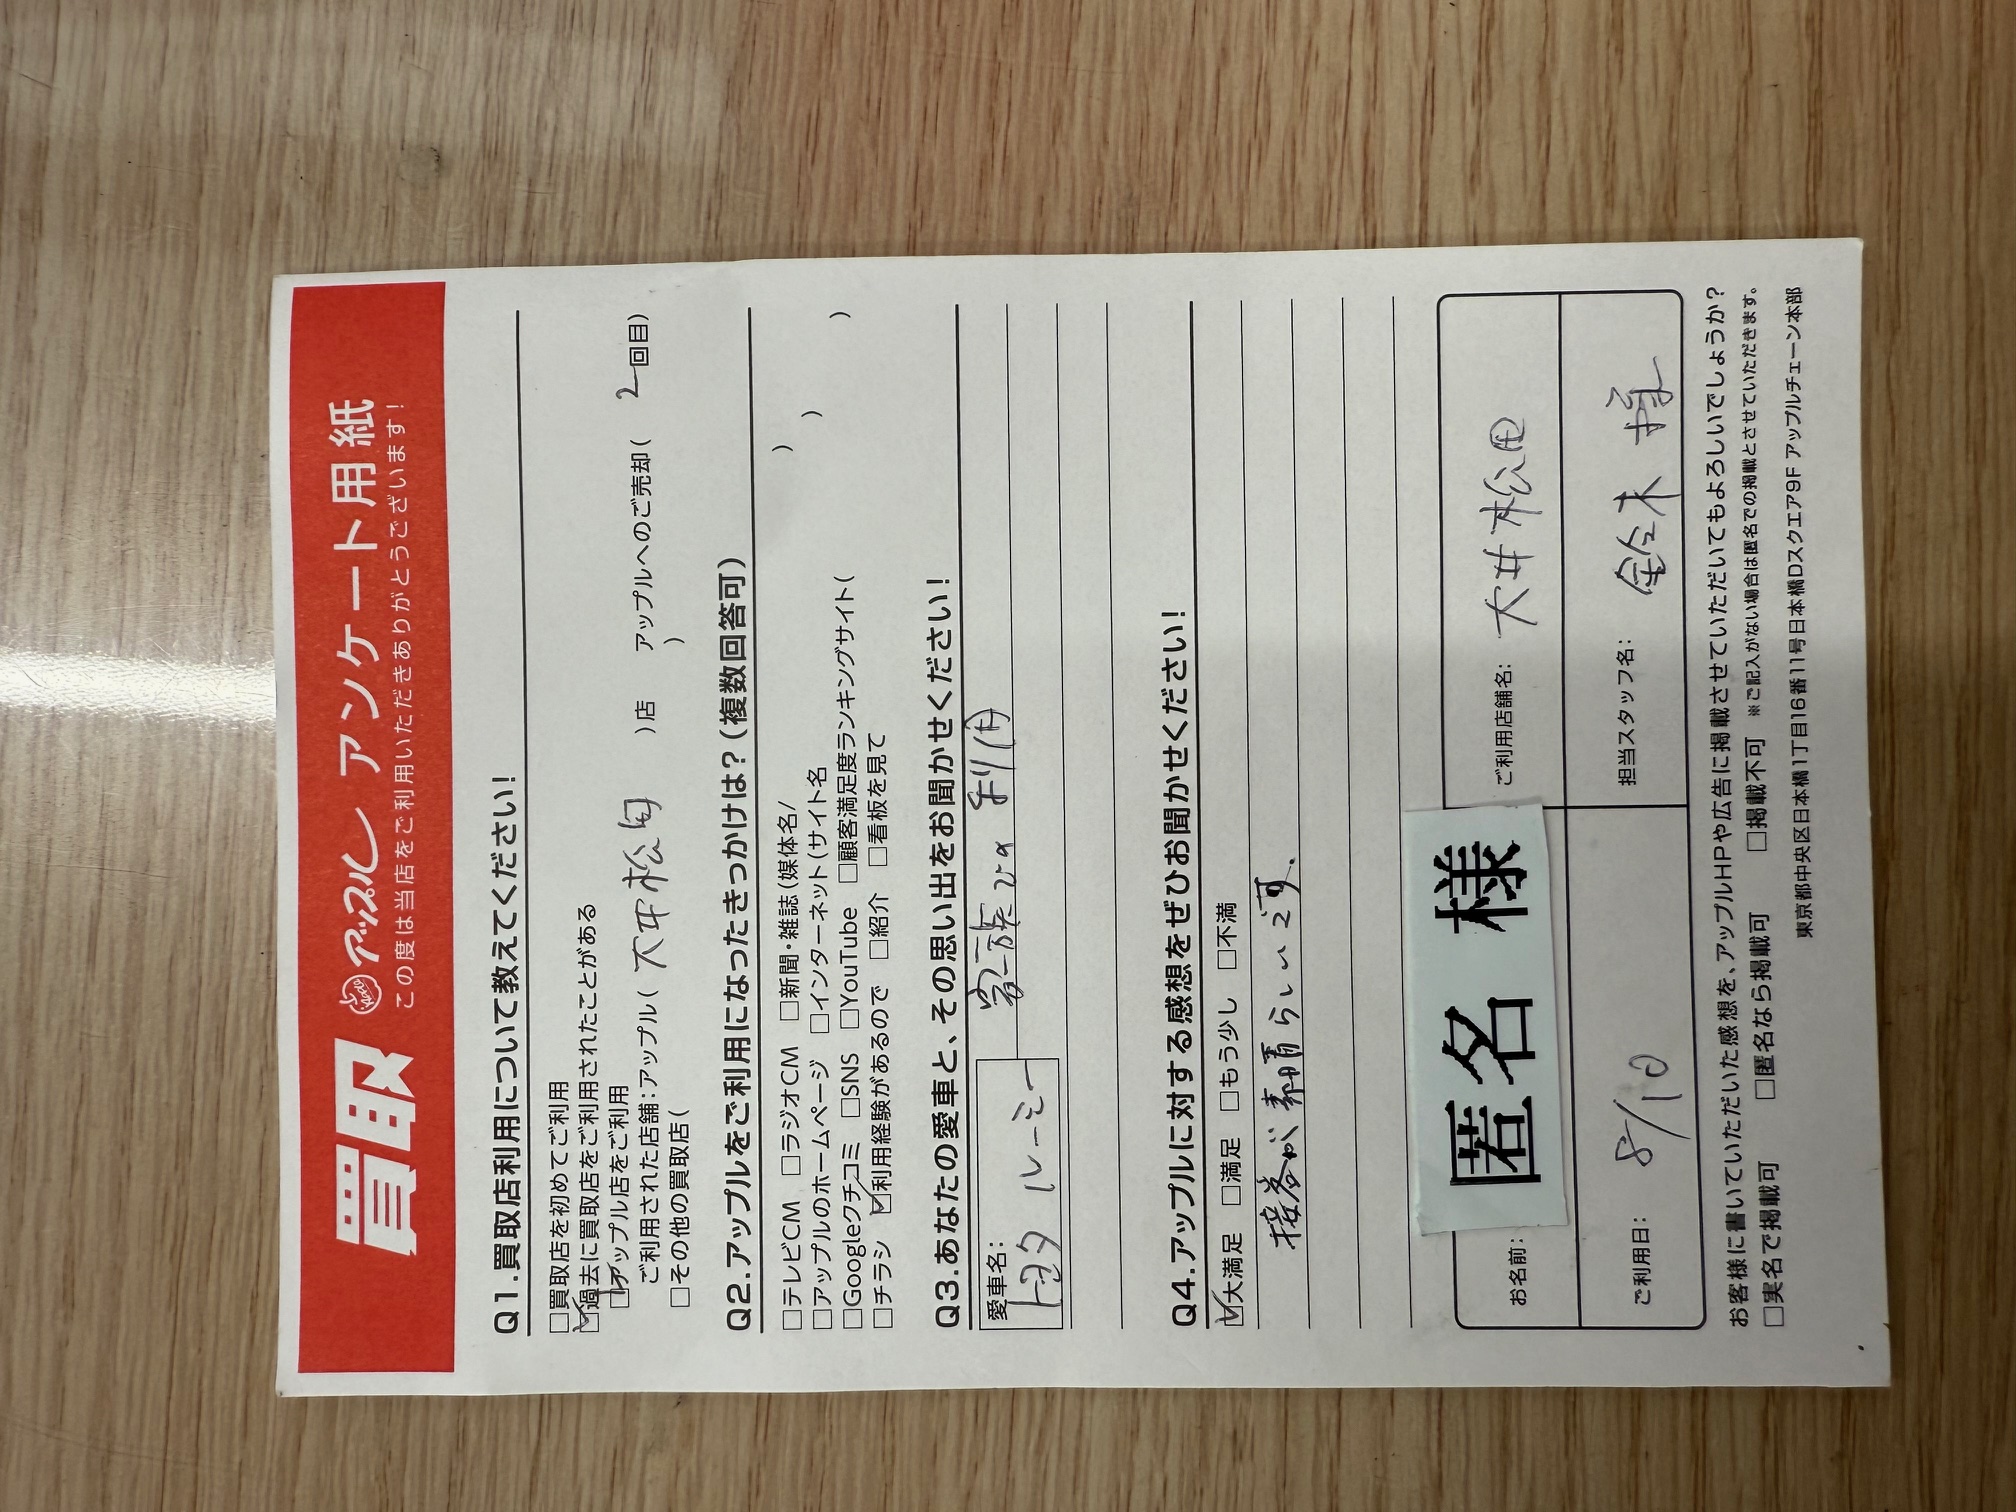 買取 アップル アンケート用紙
この度は当店をご利用いただきありがとうございます!
Q1.買取店利用について教えてください!
□買取店を初めてご利用
☑過去に買取店をご利用されたことがある
☑アップル店をご利用
ご利用された店舗:アップル( 大井松田 )店 アップルへのご売却( 2回目)
□その他の買取店( )
Q2.アップルをご利用になったきっかけは?(複数回答可)
□テレビCM □ラジオCM □新聞・雑誌(媒体名/ )
□アップルのホームページ □インターネット(サイト名 )
□Googleクチコミ □SNS □YouTube □顧客満足度ランキングサイト( )
□チラシ ☑利用経験があるので □紹介 □看板を見て
Q3.あなたの愛車と、その思い出をお聞かせください!
愛車名:
トヨタ ルーミー
家族での利用
Q4.アップルに対する感想をぜひお聞かせください!
☑大満足 □満足 □もう少し □不満
接客が素晴らしいです.
お名前: 匿名 様
ご利用店舗名: 大井松田
ご利用日: 8/10
担当スタッフ名: 鈴木
お客様に書いていただいた感想を、アップルHPや広告に掲載させていただいてもよろしいでしょうか?
□実名で掲載可 □匿名なら掲載可 □掲載不可 ※ご記入がない場合は匿名での掲載とさせていただきます。
東京都中央区日本橋1丁目16番11号日本橋Dスクエア9F アップルチェーン本部